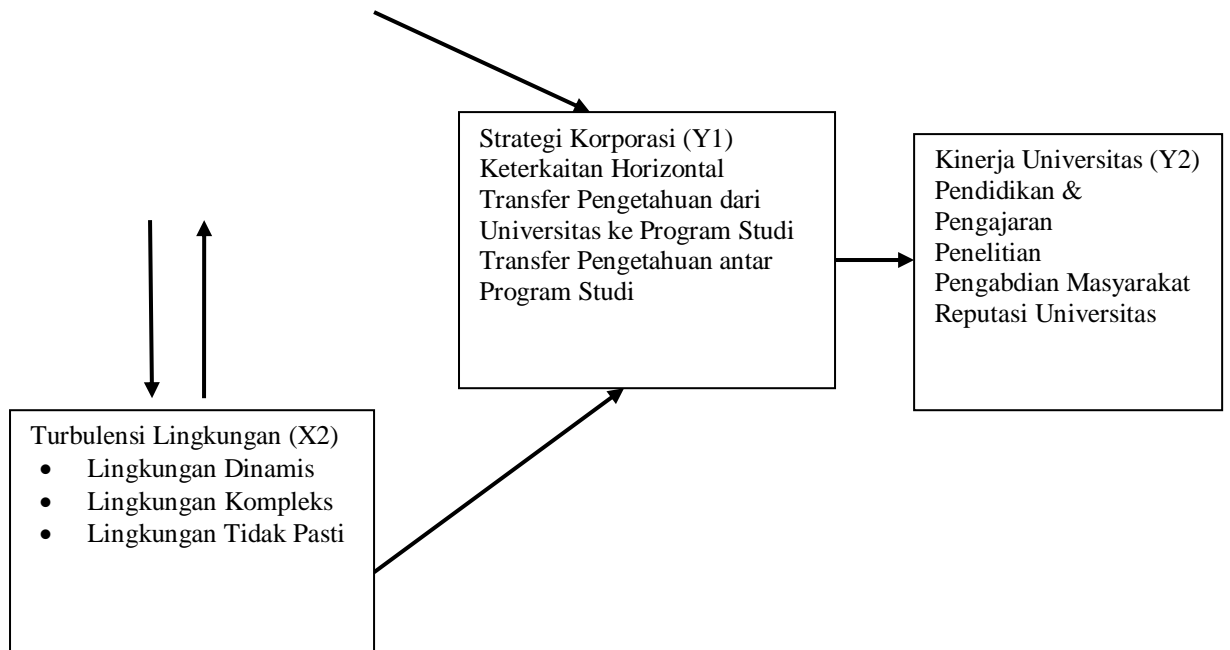 Strategi Korporasi (Y1)
Keterkaitan Horizontal
Transfer Pengetahuan dari
Universitas ke Program Studi
Transfer Pengetahuan antar
Program Studi
Kinerja Universitas (Y2)
Pendidikan &
Pengajaran
Penelitian
Pengabdian Masyarakat
Reputasi Universitas
Turbulensi Lingkungan (X2)
• Lingkungan Dinamis
• Lingkungan Kompleks
• Lingkungan Tidak Pasti